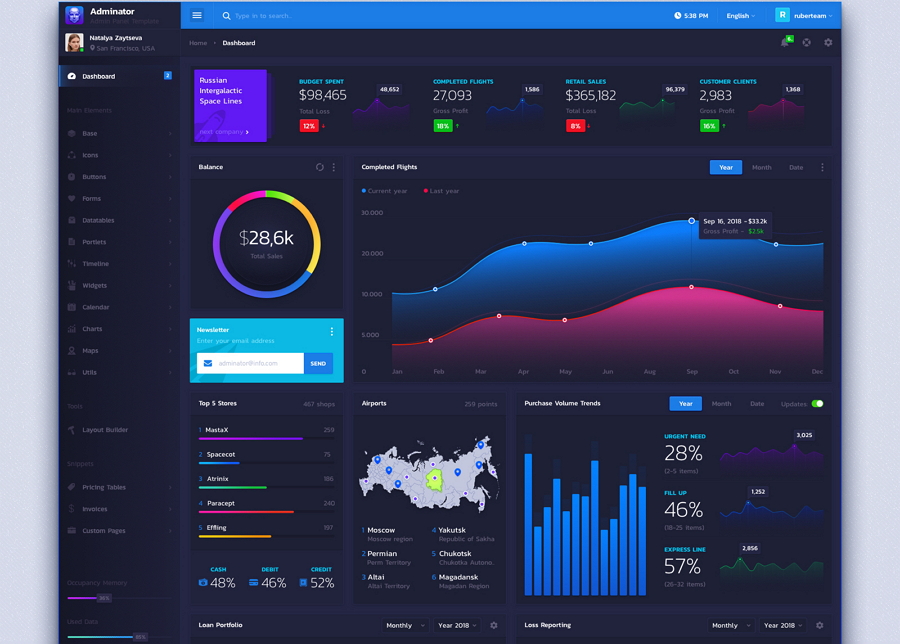 Adminator
Admin Panel Template
Type in to search...
5:38 PM
English
R
ruberteam
Natalya Zaytseva
San Francisco, USA
Home
Dashboard
6
Dashboard
2
Main Elements
Base
Icons
Buttons
Forms
Datatables
Portlets
Timeline
Widgets
Calendar
Charts
Maps
Utils
Tools
Layout Builder
Snippets
Pricing Tables
Invoices
Custom Pages
Occupancy Memory
36%
Used Data
Russian
Intergalactic
Space Lines
next company
BUDGET SPENT
$98,465
Total Loss
12%
48,652
COMPLETED FLIGHTS
27,093
Gross Profit
18%
1,586
RETAIL SALES
$365,182
Total Loss
8%
96,379
CUSTOMER CLIENTS
2,983
Gross Profit
16%
1,368
Balance
$28,6k
Total Sales
Completed Flights
Year
Month
Date
Current year
Last year
30.000
20.000
10.000
5.000
0
Jan
Feb
Mar
Apr
May
Jun
Aug
Sep
Oct
Nov
Dec
Sep 16, 2018 - $33.2k
Gross Profit - $2.5k
Newsletter
Enter your email address
adminator@info.com
SEND
Top 5 Stores
467 shops
1 MastaX 259
2 Spacecot 75
3 Atrinix 186
4 Paracept 240
5 Effling 197
CASH
48%
DEBIT
46%
CREDIT
52%
Airports
259 points
1 Moscow
Moscow region
2 Permian
Perm Territory
3 Altai
Altai Territory
4 Yakutsk
Republic of Sakha
5 Chukotsk
Chukotka Autono.
6 Magadansk
Magadan Region
Purchase Volume Trends
Year
Month
Date
Updates
URGENT NEED
28%
(2-5 items)
3,025
FILL UP
46%
(18-25 items)
1,252
EXPRESS LINE
57%
(26-32 items)
2,856
Loan Portfolio
Monthly
Year 2018
Loss Reporting
Monthly
Year 2018